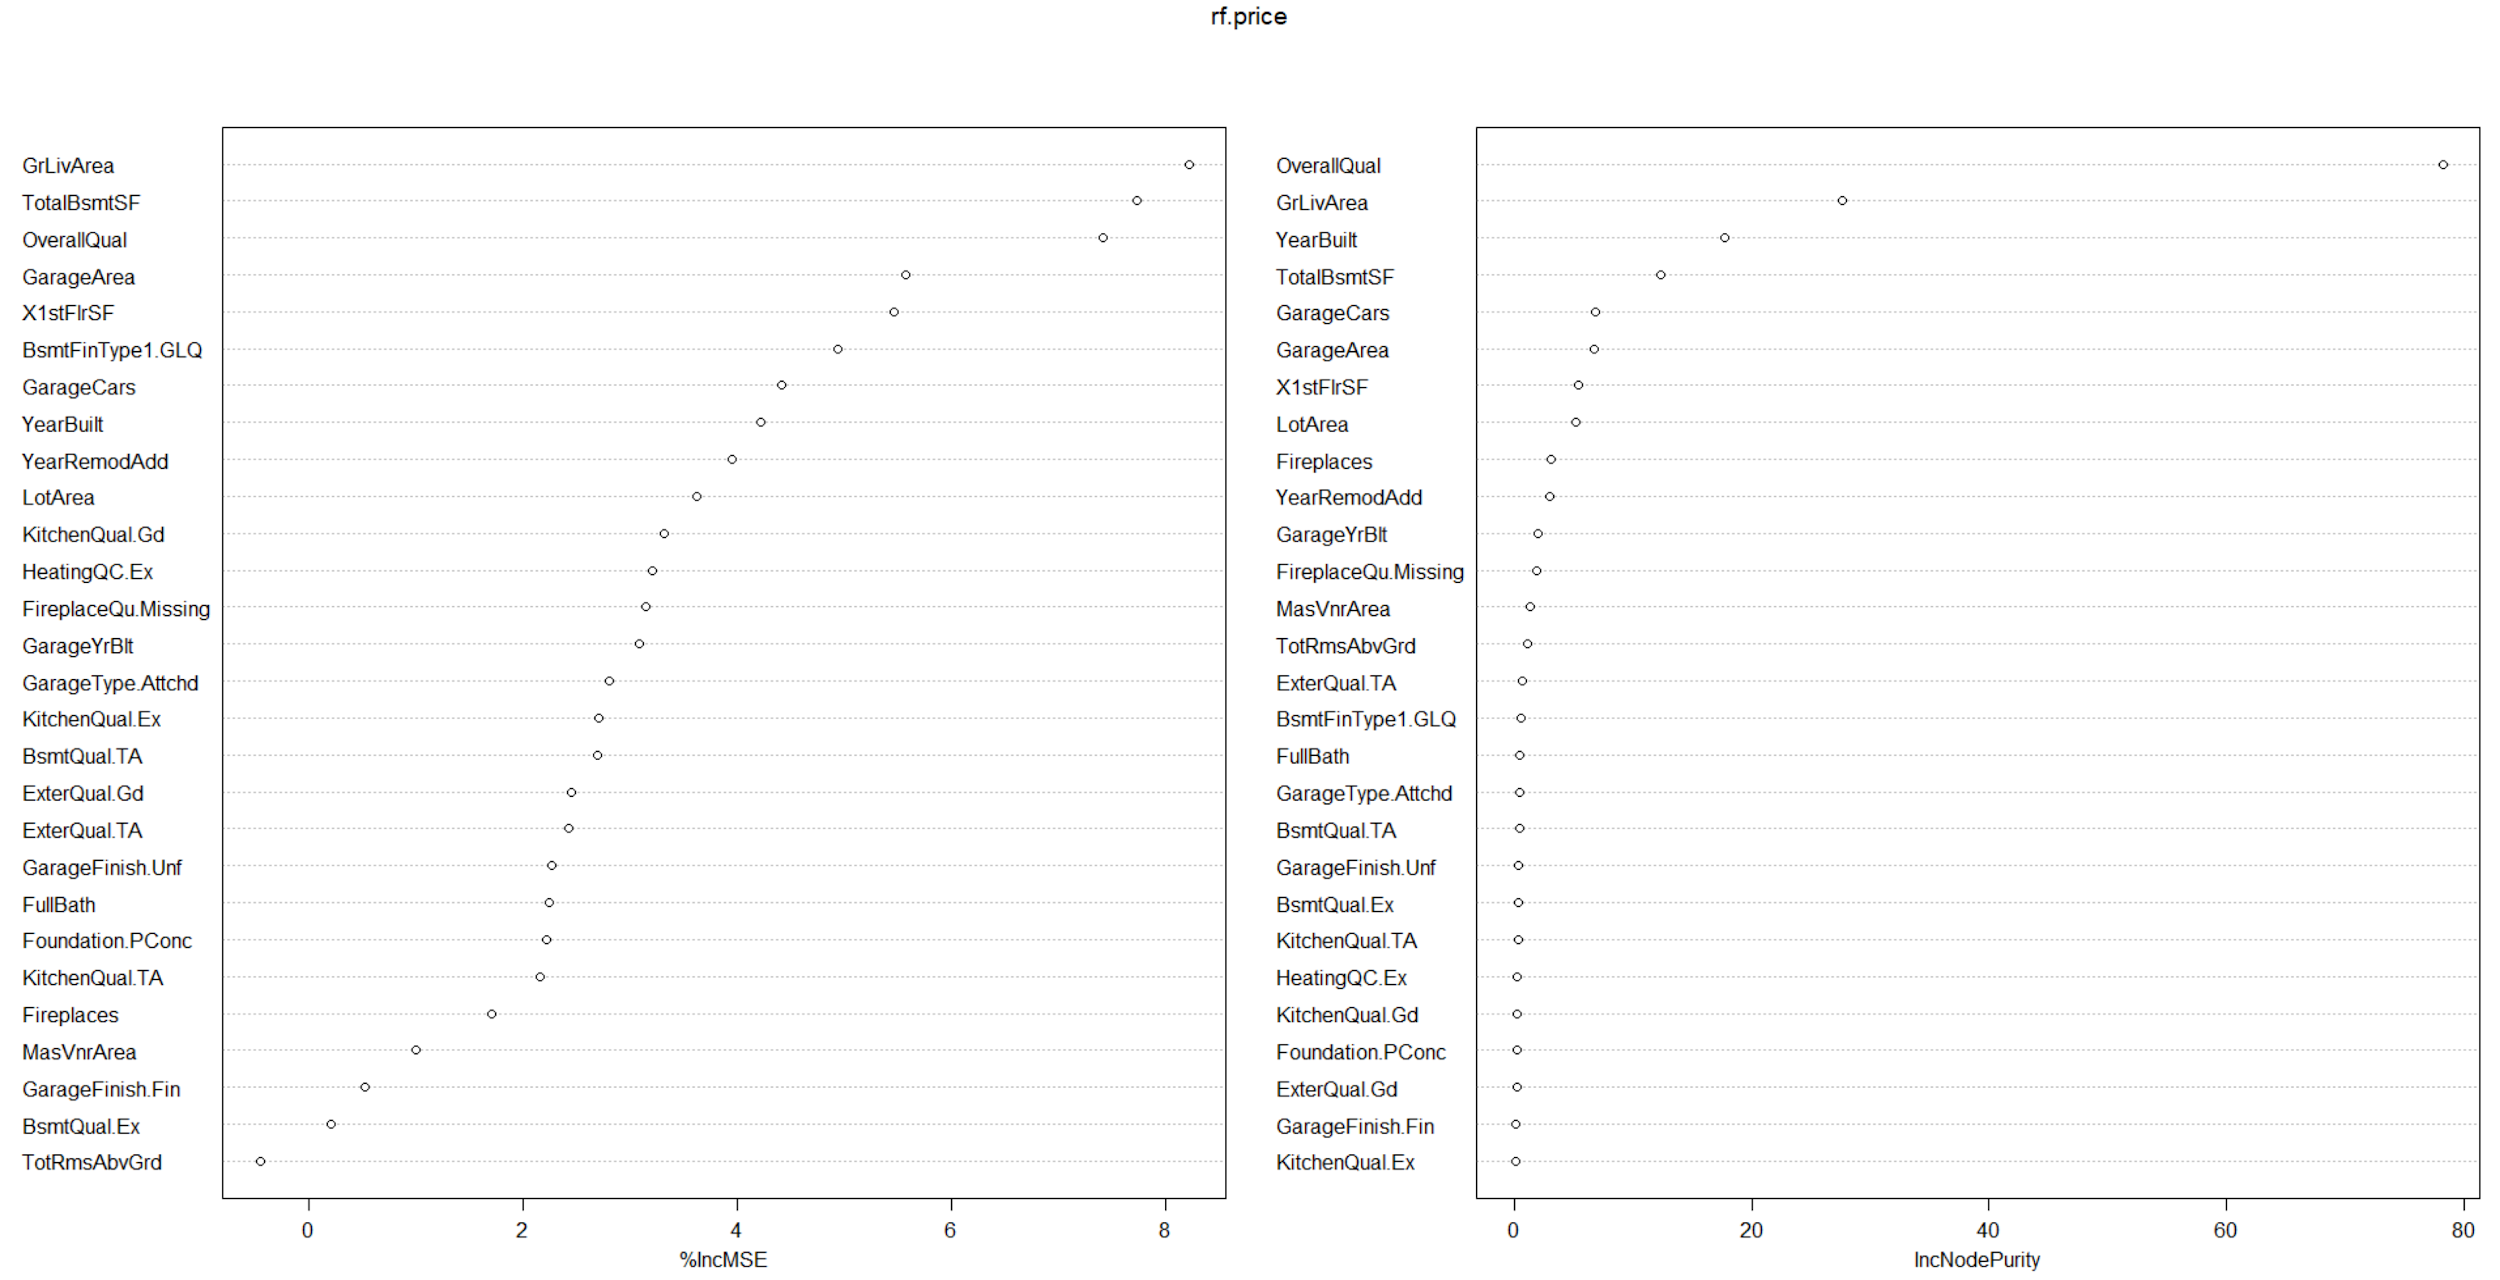 rf.price
GrLivArea
TotalBsmtSF
OverallQual
GarageArea
X1stFlrSF
BsmtFinType1.GLQ
GarageCars
YearBuilt
YearRemodAdd
LotArea
KitchenQual.Gd
HeatingQC.Ex
FireplaceQu.Missing
GarageYrBlt
GarageType.Attchd
KitchenQual.Ex
BsmtQual.TA
ExterQual.Gd
ExterQual.TA
GarageFinish.Unf
FullBath
Foundation.PConc
KitchenQual.TA
Fireplaces
MasVnrArea
GarageFinish.Fin
BsmtQual.Ex
TotRmsAbvGrd
0 2 4 6 8
%IncMSE
OverallQual
GrLivArea
YearBuilt
TotalBsmtSF
GarageCars
GarageArea
X1stFlrSF
LotArea
Fireplaces
YearRemodAdd
GarageYrBlt
FireplaceQu.Missing
MasVnrArea
TotRmsAbvGrd
ExterQual.TA
BsmtFinType1.GLQ
FullBath
GarageType.Attchd
BsmtQual.TA
GarageFinish.Unf
BsmtQual.Ex
KitchenQual.TA
HeatingQC.Ex
KitchenQual.Gd
Foundation.PConc
ExterQual.Gd
GarageFinish.Fin
KitchenQual.Ex
0 20 40 60 80
IncNodePurity